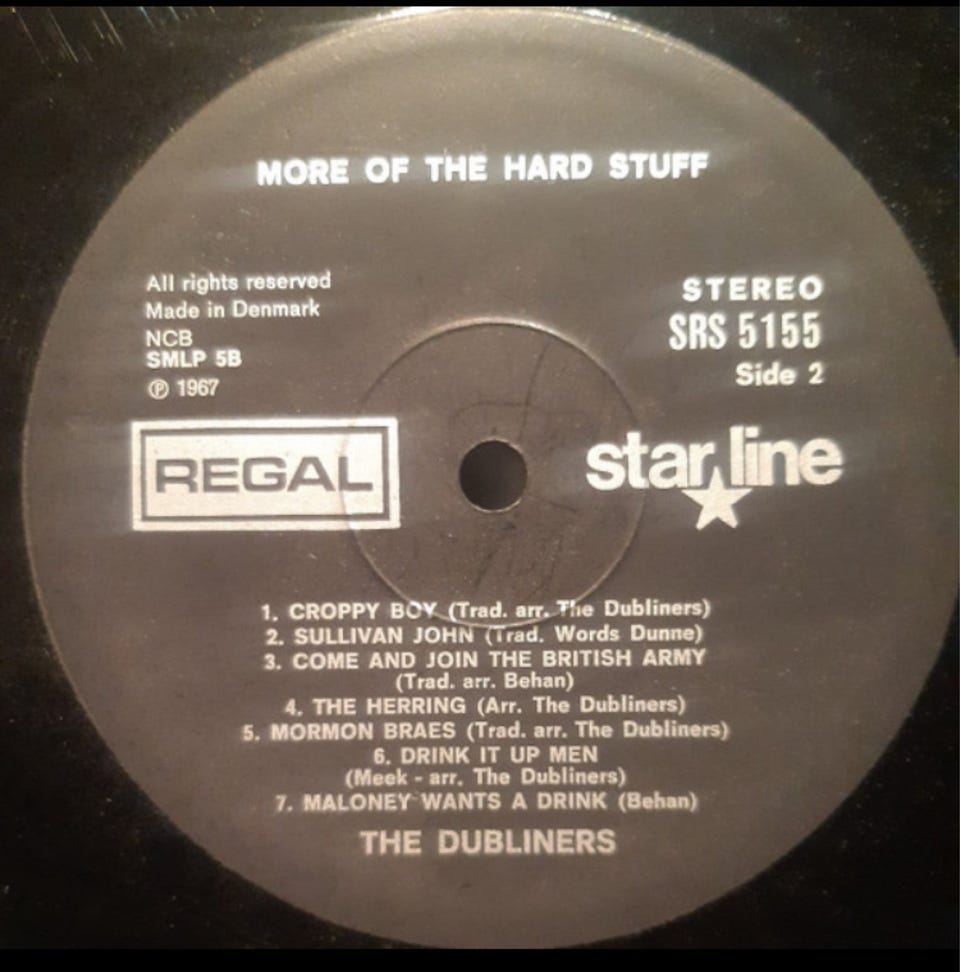 MORE OF THE HARD STUFF
All rights reserved
Made in Denmark
NCB
SMLP 5B
℗ 1967
STEREO
SRS 5155
Side 2
REGAL
starline
1. CROPPY BOY (Trad. arr. The Dubliners)
2. SULLIVAN JOHN (Trad. Words Dunne)
3. COME AND JOIN THE BRITISH ARMY
(Trad. arr. Behan)
4. THE HERRING (Arr. The Dubliners)
5. MORMON BRAES (Trad. arr. The Dubliners)
6. DRINK IT UP MEN
(Meek - arr. The Dubliners)
7. MALONEY WANTS A DRINK (Behan)
THE DUBLINERS